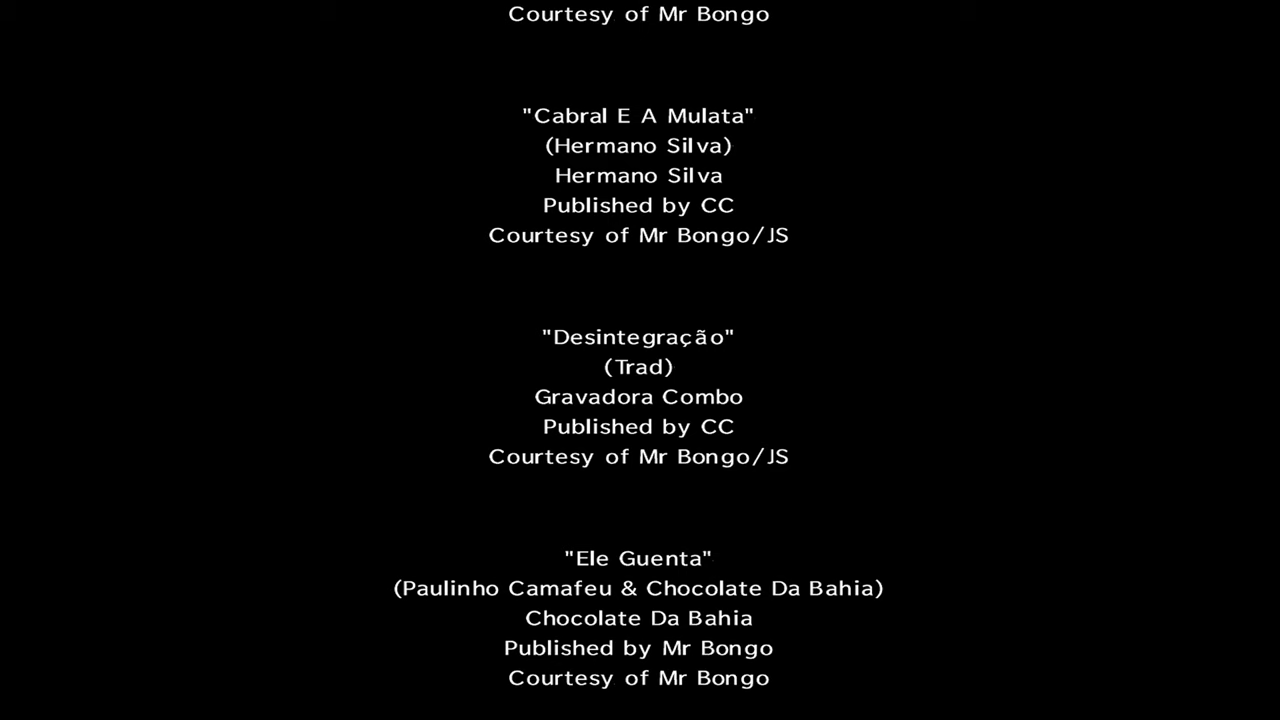 Courtesy of Mr Bongo
"Cabral E A Mulata"
(Hermano Silva)
Hermano Silva
Published by CC
Courtesy of Mr Bongo/JS
"Desintegração"
(Trad)
Gravadora Combo
Published by CC
Courtesy of Mr Bongo/JS
"Ele Guenta"
(Paulinho Camafeu & Chocolate Da Bahia)
Chocolate Da Bahia
Published by Mr Bongo
Courtesy of Mr Bongo